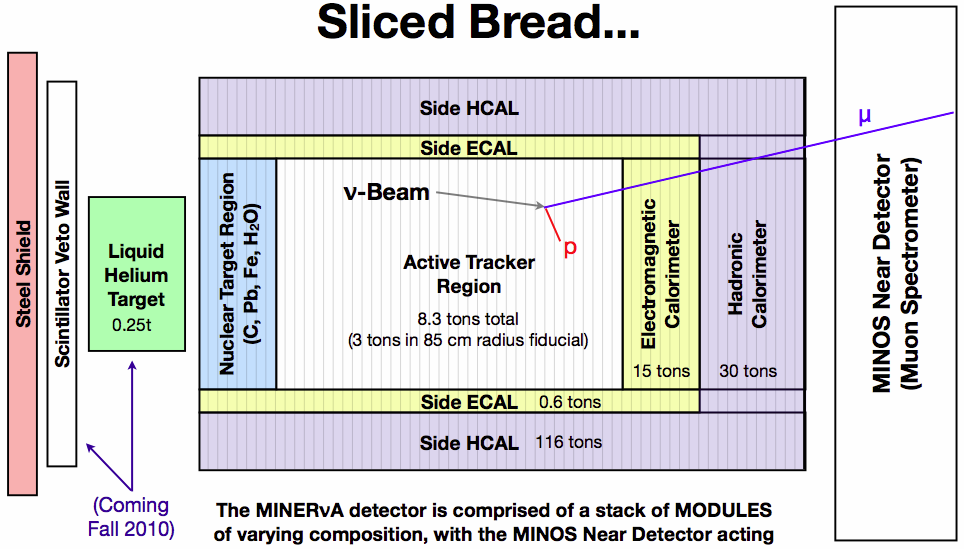 Sliced Bread...
Steel Shield
Scintillator Veto Wall
Liquid
Helium
Target
0.25t
(Coming
Fall 2010)
Side HCAL
Side ECAL
Nuclear Target Region
(C, Pb, Fe, H₂O)
ν-Beam
p
μ
Active Tracker
Region
8.3 tons total
(3 tons in 85 cm radius fiducial)
Electromagnetic
Calorimeter
15 tons
Hadronic
Calorimeter
30 tons
Side ECAL 0.6 tons
Side HCAL 116 tons
MINOS Near Detector
(Muon Spectrometer)
The MINERνA detector is comprised of a stack of MODULES
of varying composition, with the MINOS Near Detector acting